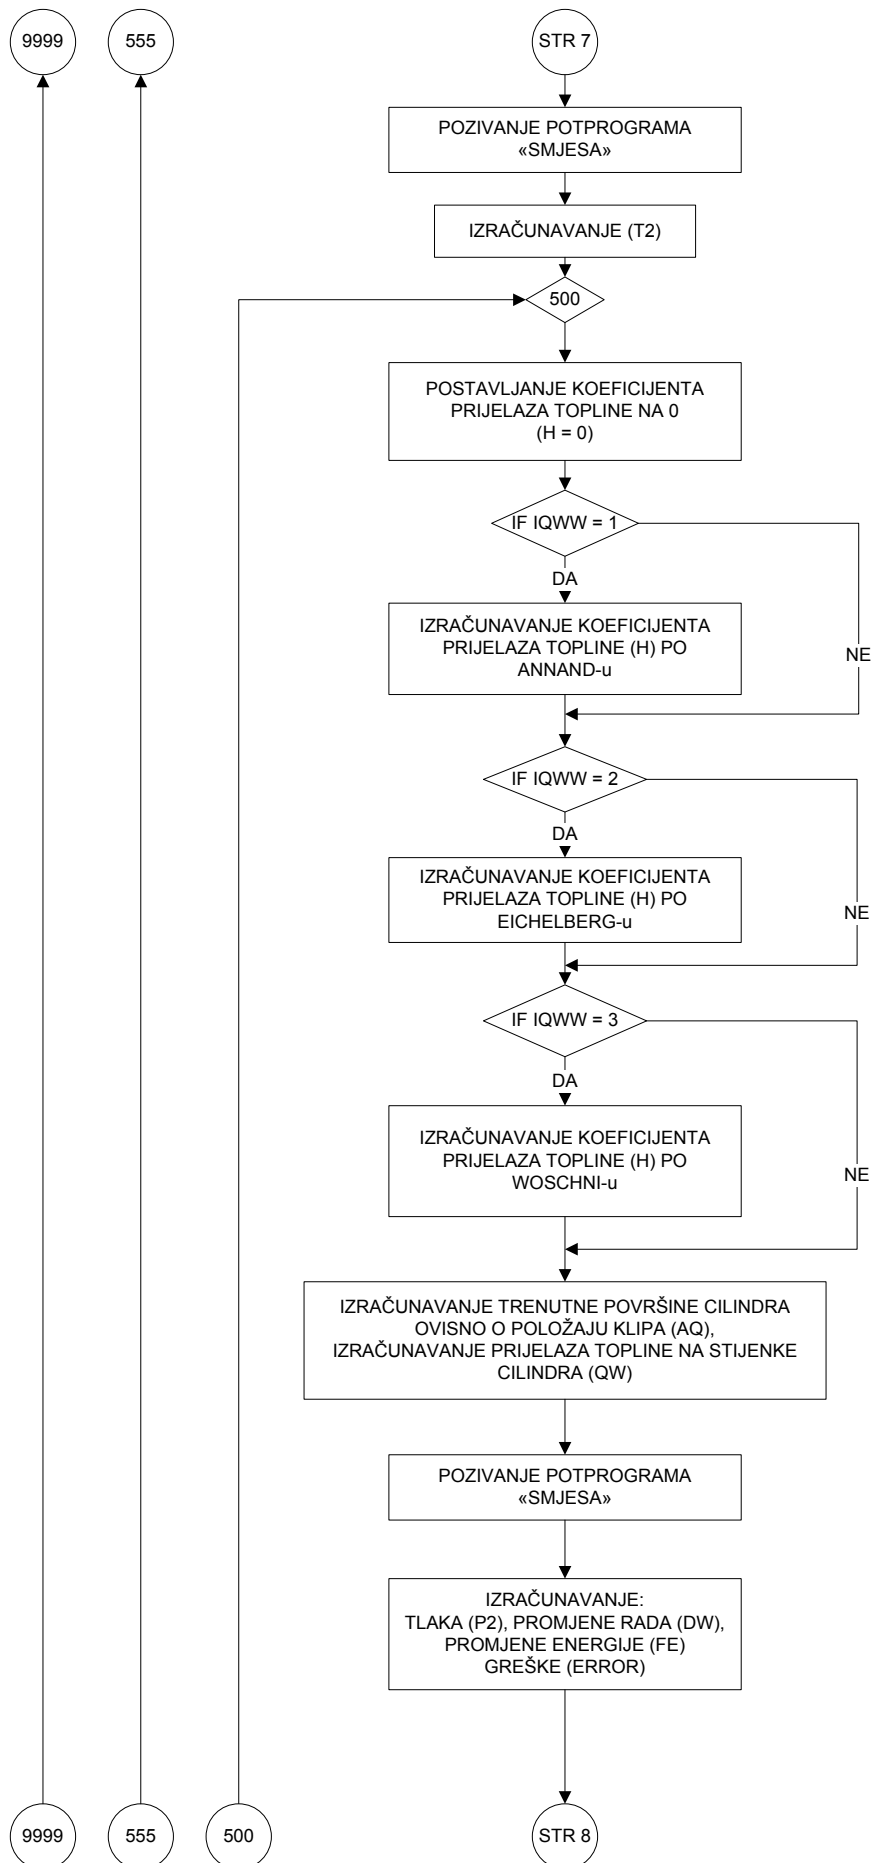 9999
555
STR 7
POZIVANJE POTPROGRAMA
«SMJESA»
IZRAČUNAVANJE (T2)
500
POSTAVLJANJE KOEFICIJENTA
PRIJELAZA TOPLINE NA 0
(H = 0)
IF IQWW = 1
DA
IZRAČUNAVANJE KOEFICIJENTA
PRIJELAZA TOPLINE (H) PO
ANNAND-u
NE
IF IQWW = 2
DA
IZRAČUNAVANJE KOEFICIJENTA
PRIJELAZA TOPLINE (H) PO
EICHELBERG-u
NE
IF IQWW = 3
DA
IZRAČUNAVANJE KOEFICIJENTA
PRIJELAZA TOPLINE (H) PO
WOSCHNI-u
NE
IZRAČUNAVANJE TRENUTNE POVRŠINE CILINDRA
OVISNO O POLOŽAJU KLIPA (AQ),
IZRAČUNAVANJE PRIJELAZA TOPLINE NA STIJENKE
CILINDRA (QW)
POZIVANJE POTPROGRAMA
«SMJESA»
IZRAČUNAVANJE:
TLAKA (P2), PROMJENE RADA (DW),
PROMJENE ENERGIJE (FE)
GREŠKE (ERROR)
9999
555
500
STR 8